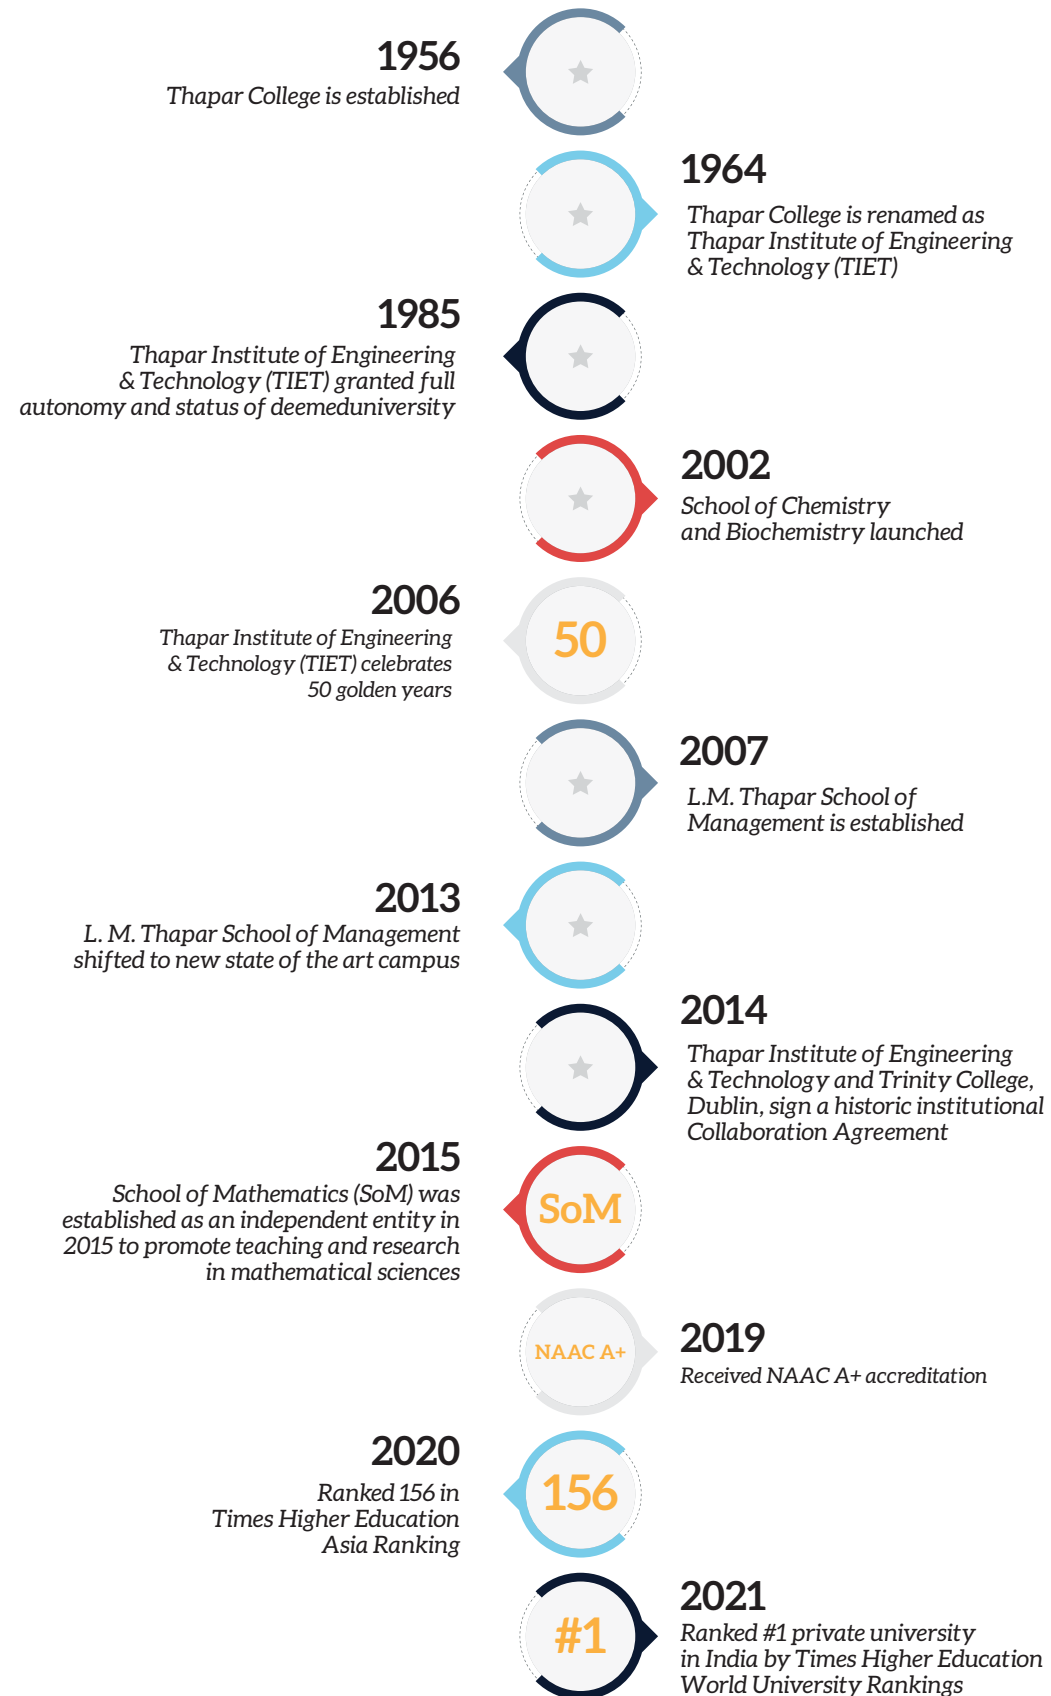 1956
Thapar College is established
1964
Thapar College is renamed as
Thapar Institute of Engineering
& Technology (TIET)
1985
Thapar Institute of Engineering
& Technology (TIET) granted full
autonomy and status of deemeduniversity
2002
School of Chemistry
and Biochemistry launched
2006
Thapar Institute of Engineering
& Technology (TIET) celebrates
50 golden years
50
2007
L.M. Thapar School of
Management is established
2013
L. M. Thapar School of Management
shifted to new state of the art campus
2014
Thapar Institute of Engineering
& Technology and Trinity College,
Dublin, sign a historic institutional
Collaboration Agreement
2015
School of Mathematics (SoM) was
established as an independent entity in
2015 to promote teaching and research
in mathematical sciences
SoM
NAAC A+
2019
Received NAAC A+ accreditation
2020
Ranked 156 in
Times Higher Education
Asia Ranking
156
#1
2021
Ranked #1 private university
in India by Times Higher Education
World University Rankings